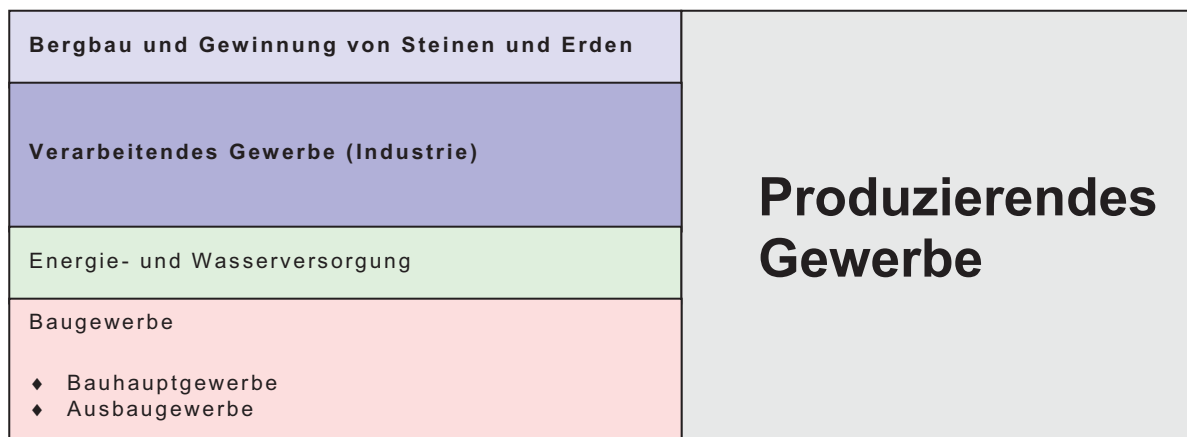 Bergbau und Gewinnung von Steinen und Erden
Verarbeitendes Gewerbe (Industrie)
Energie- und Wasserversorgung
Baugewerbe
♦ Bauhauptgewerbe
♦ Ausbaugewerbe
Produzierendes
Gewerbe